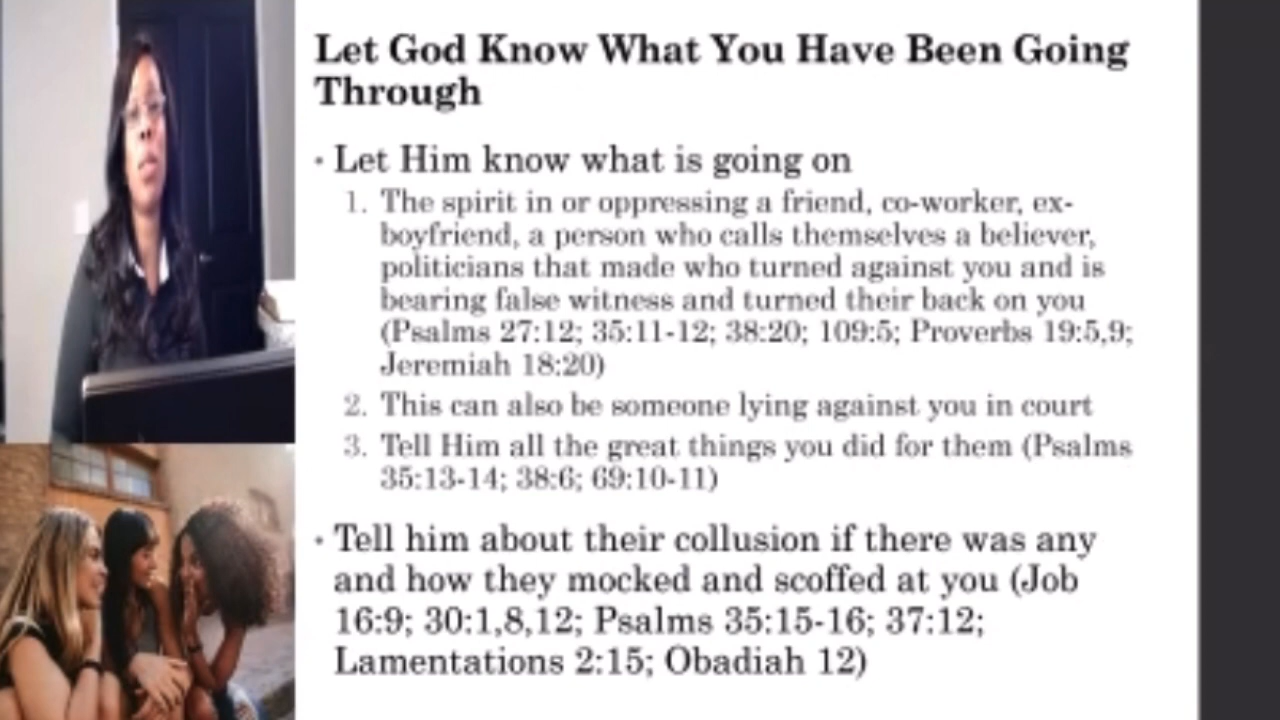 Let God Know What You Have Been Going
Through
• Let Him know what is going on
1. The spirit in or oppressing a friend, co-worker, ex-
boyfriend, a person who calls themselves a believer,
politicians that made who turned against you and is
bearing false witness and turned their back on you
(Psalms 27:12; 35:11-12; 38:20; 109:5; Proverbs 19:5,9;
Jeremiah 18:20)
2. This can also be someone lying against you in court
3. Tell Him all the great things you did for them (Psalms
35:13-14; 38:6; 69:10-11)
• Tell him about their collusion if there was any
and how they mocked and scoffed at you (Job
16:9; 30:1,8,12; Psalms 35:15-16; 37:12;
Lamentations 2:15; Obadiah 12)